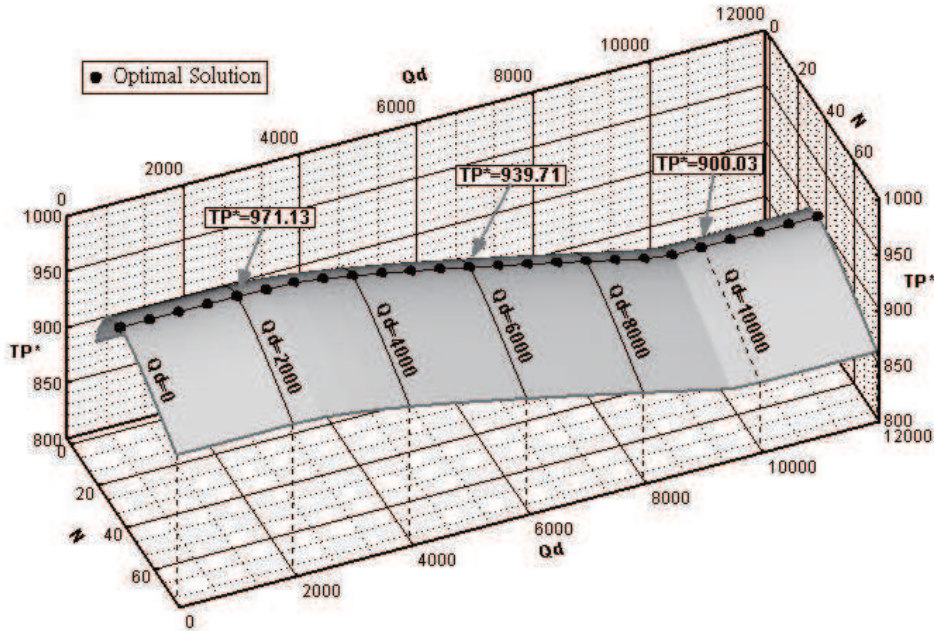 12000
0
10000
20
Optimal Solution
Qd
8000
40
6000
N
4000
60
2000
TP*=939.71
TP*=900.03
0
1000
TP*=971.13
1000
950
950
900
TP*
900
TP*
850
850
800
800
0
12000
Qd=0
Qd=2000
Qd=4000
Qd=6000
Qd=8000
Qd=10000
20
10000
N
40
8000
Qd
6000
60
4000
2000
0